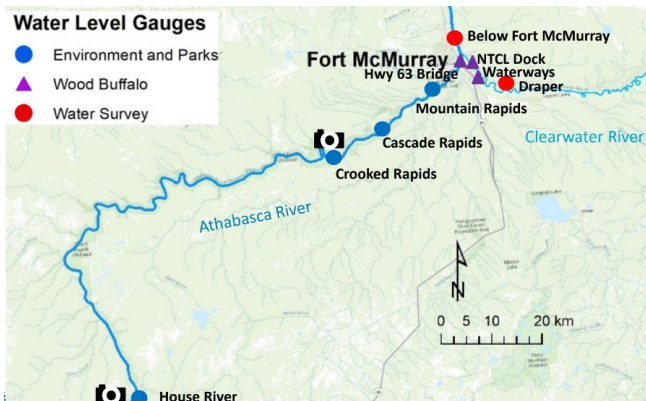 Water Level Gauges
Environment and Parks
Wood Buffalo
Water Survey
Below Fort McMurray
Fort McMurray
NTCL Dock
Waterways
Hwy 63 Bridge
Draper
Mountain Rapids
Clearwater River
Cascade Rapids
Crooked Rapids
Athabasca River
N
0 5 10 20 km
House River